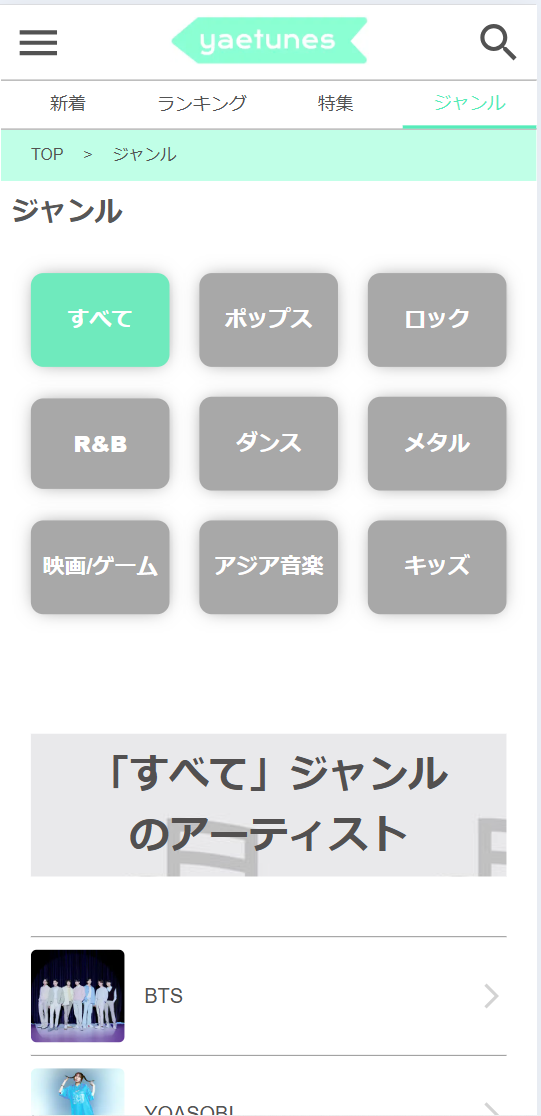 yaetunes
新着 ランキング 特集 ジャンル
TOP > ジャンル
ジャンル
すべて ポップス ロック
R&B ダンス メタル
映画/ゲーム アジア音楽 キッズ
「すべて」ジャンル
のアーティスト
BTS
YOASOBI